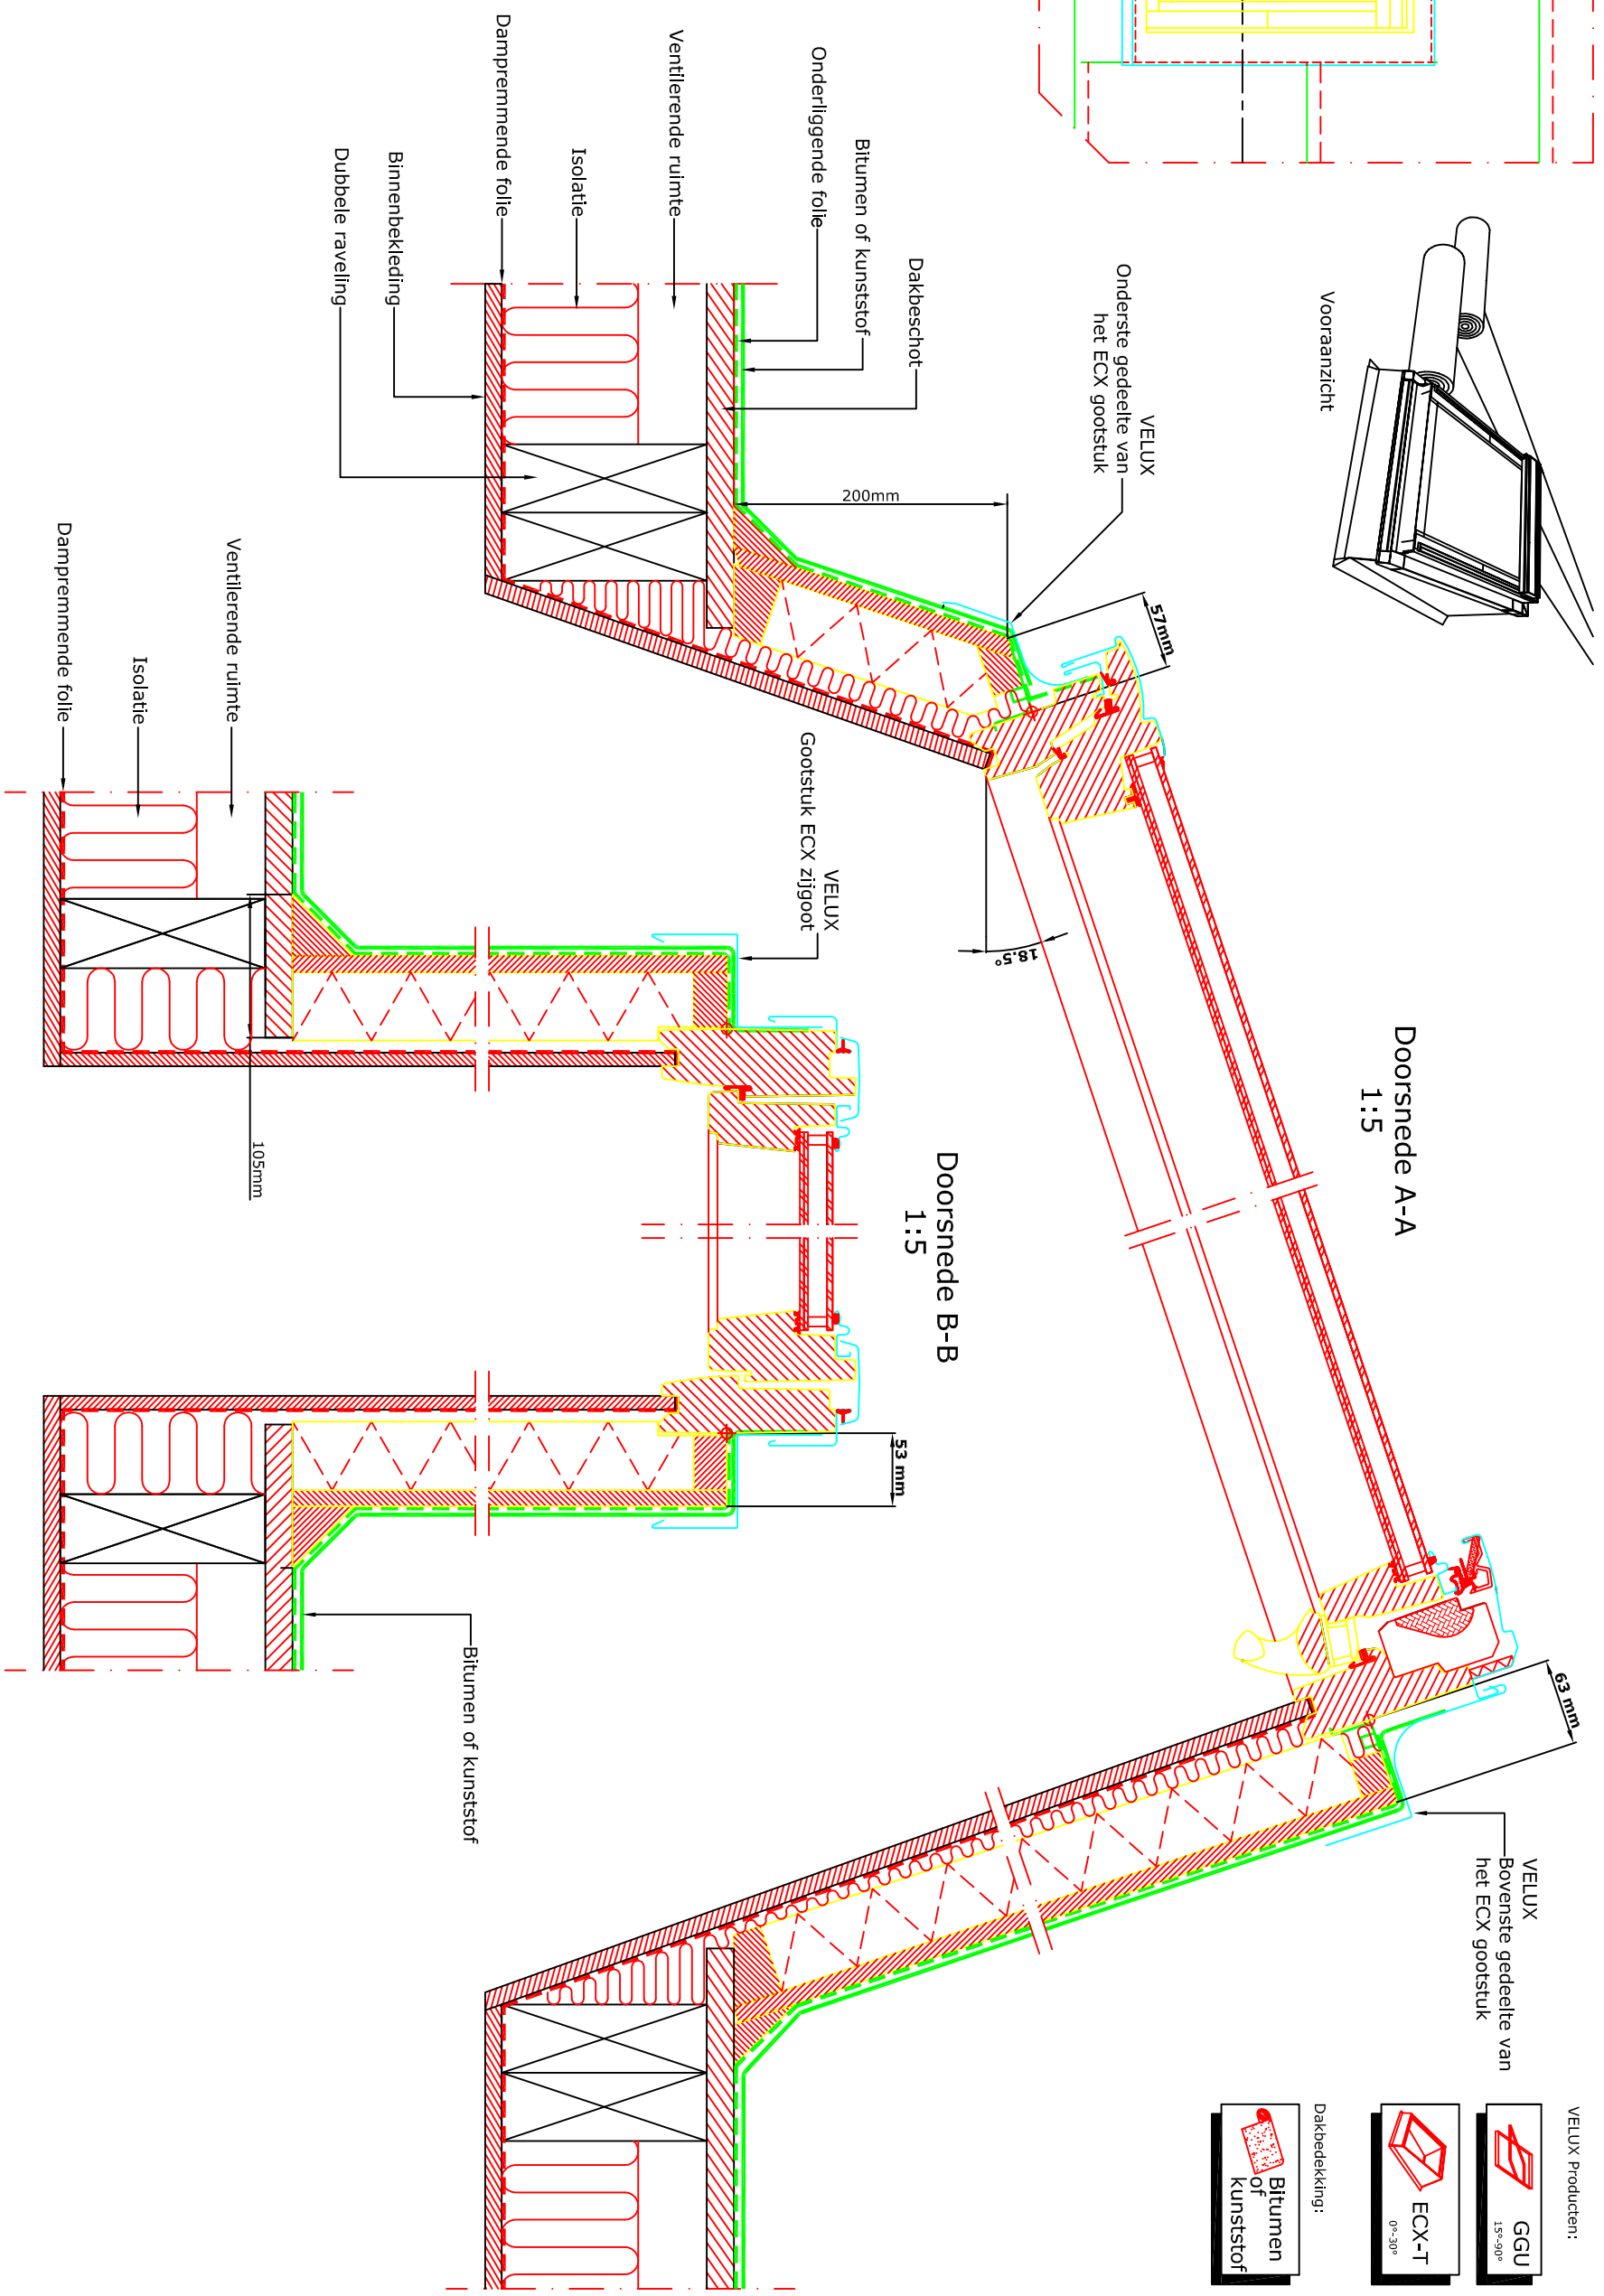 Vooraanzicht
VELUX Producten:
GGU
15°-90°
ECX-T
0°-30°
Dakbedekking:
Bitumen
of
kunststof
Doorsnede A-A
1:5
VELUX
Onderste gedeelte van
het ECX gootstuk
Dakbeschot
Bitumen of kunststof
Onderliggende folie
Ventilerende ruimte
Isolatie
Dampremmende folie
Binnenbekleding
Dubbele raveling
200mm
57mm
18.5°
63 mm
VELUX
Bovenste gedeelte van
het ECX gootstuk
Doorsnede B-B
1:5
VELUX
Gootstuk ECX zijgoot
53 mm
105mm
Ventilerende ruimte
Isolatie
Dampremmende folie
Bitumen of kunststof